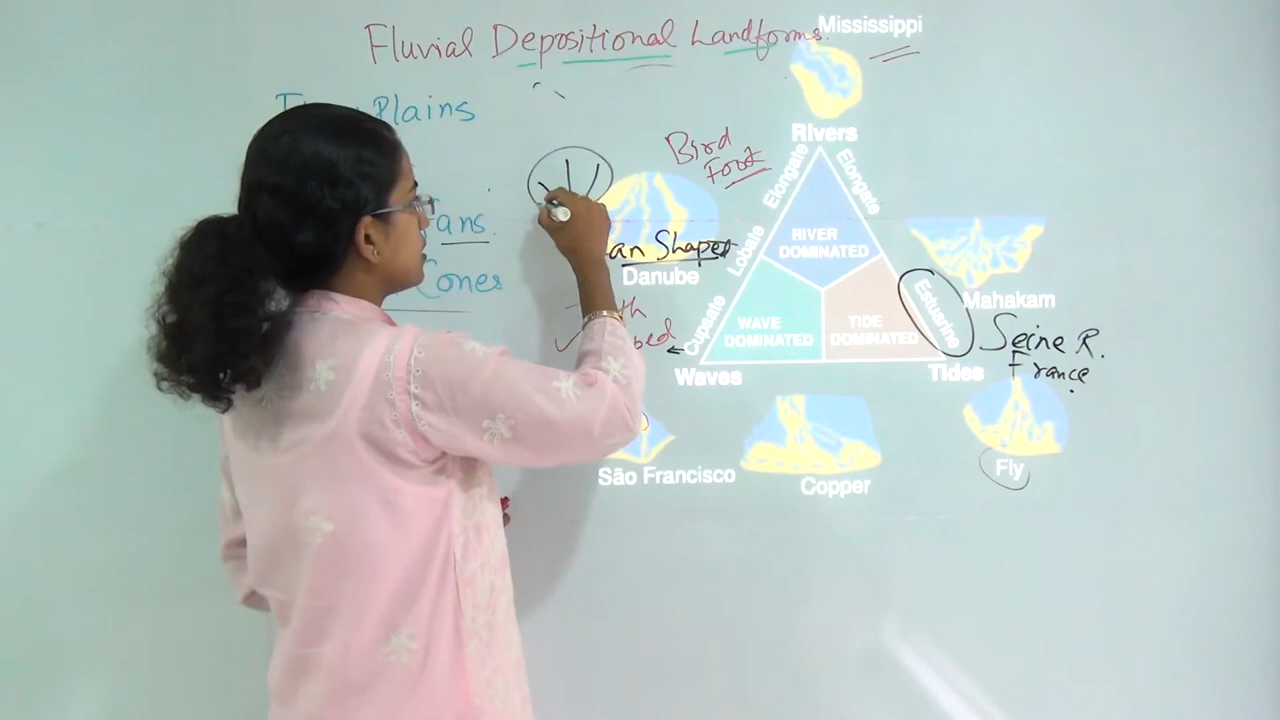 Fluvial Depositional Landforms.
Mississippi
Plains
Rivers
Bird
Foot
Elongate
Elongate
ans.
an Shaped
Lobate
RIVER
DOMINATED
Danube
Cones
Mahakam
Estuarine
Cuspate
WAVE
DOMINATED
TIDE
DOMINATED
Seine R.
France
Waves
Tides
São Francisco
Copper
Fly